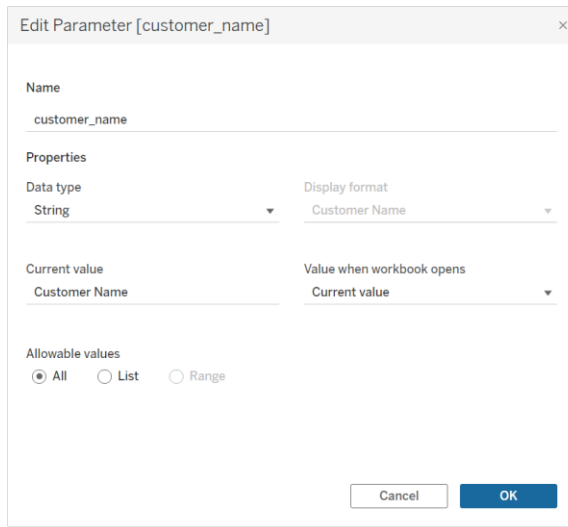 Edit Parameter [customer_name]
×
Name
customer_name
Properties
Data type
Display format
String
Customer Name
Current value
Value when workbook opens
Customer Name
Current value
Allowable values
All
List
Range
Cancel
OK